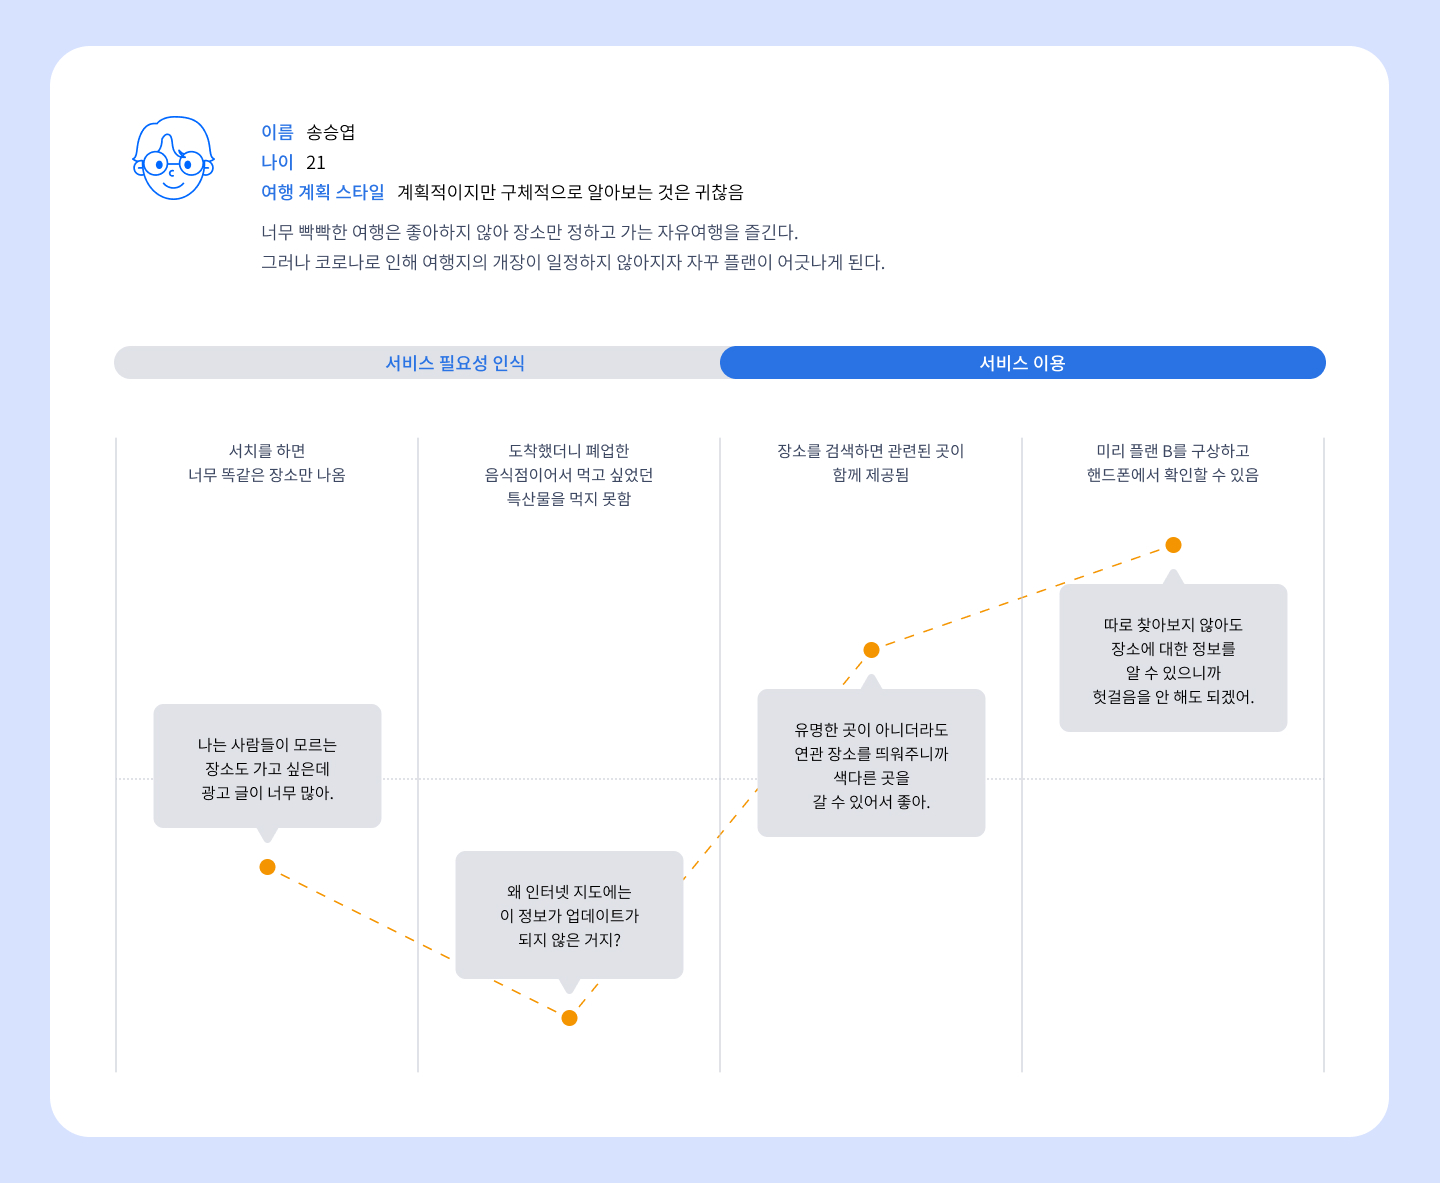 이름 송승엽
나이 21
여행 계획 스타일 계획적이지만 구체적으로 알아보는 것은 귀찮음
너무 빡빡한 여행은 좋아하지 않아 장소만 정하고 가는 자유여행을 즐긴다.
그러나 코로나로 인해 여행지의 개장이 일정하지 않아지자 자꾸 플랜이 어긋나게 된다.
서비스 필요성 인식
서비스 이용
서치를 하면
너무 똑같은 장소만 나옴
도착했더니 폐업한
음식점이어서 먹고 싶었던
특산물을 먹지 못함
장소를 검색하면 관련된 곳이
함께 제공됨
미리 플랜 B를 구상하고
핸드폰에서 확인할 수 있음
나는 사람들이 모르는
장소도 가고 싶은데
광고 글이 너무 많아.
왜 인터넷 지도에는
이 정보가 업데이트가
되지 않은 거지?
유명한 곳이 아니더라도
연관 장소를 띄워주니까
색다른 곳을
갈 수 있어서 좋아.
따로 찾아보지 않아도
장소에 대한 정보를
알 수 있으니까
헛걸음을 안 해도 되겠어.